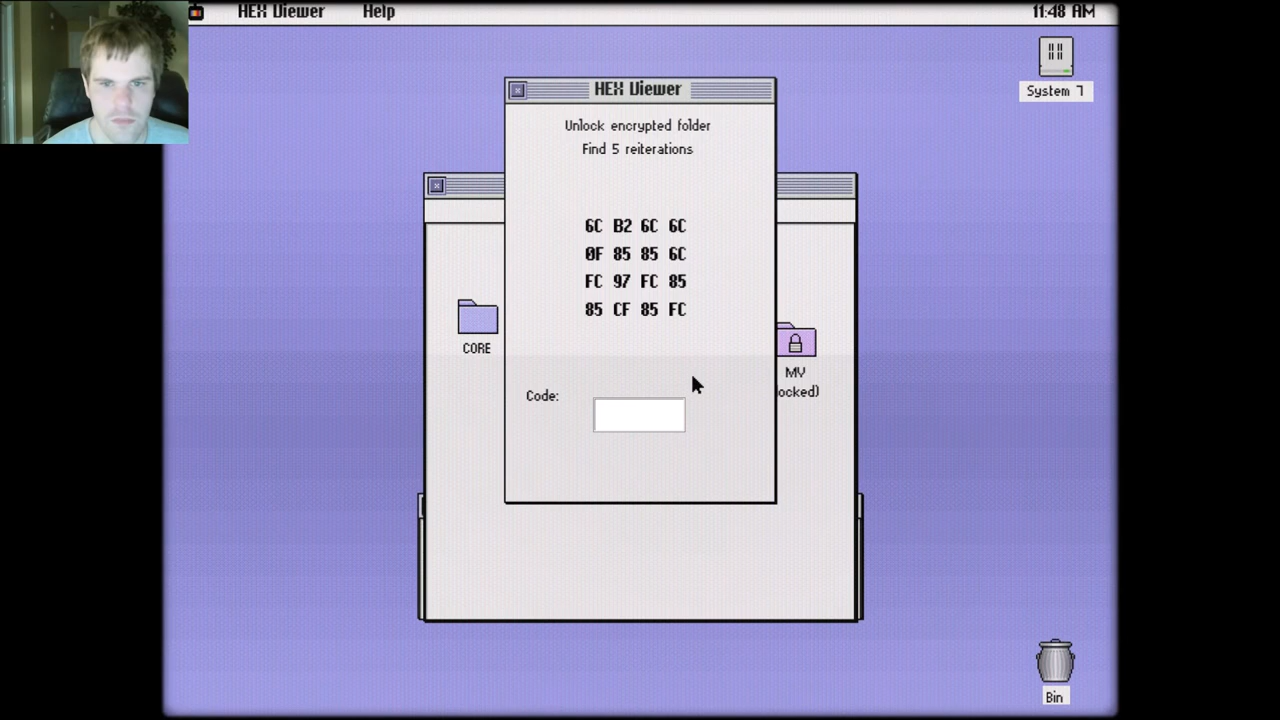 HEX Viewer Help 11:48 AM
System 7
HEX Viewer
Unlock encrypted folder
Find 5 reiterations
6C B2 6C 6C
0F 85 85 6C
FC 97 FC 85
85 CF 85 FC
CORE
MV
ocked)
Code:
Bin